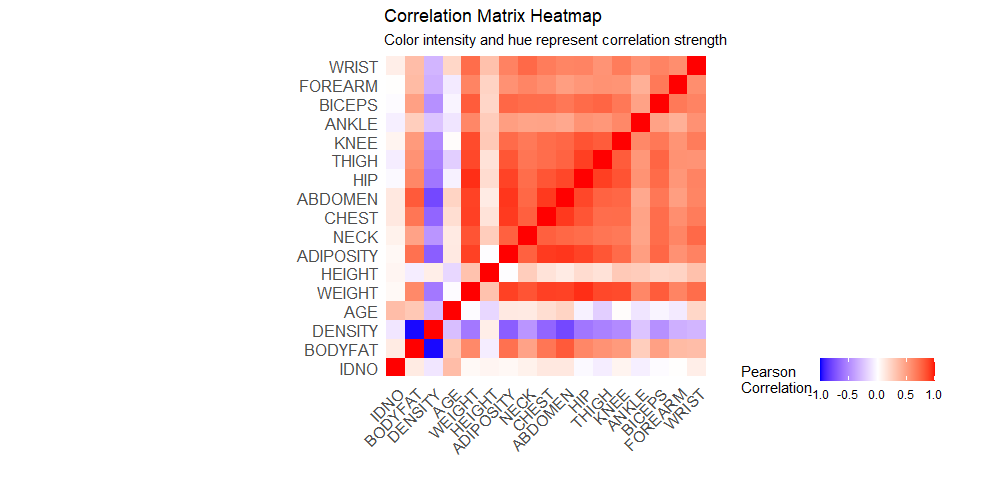 Correlation Matrix Heatmap
Color intensity and hue represent correlation strength
WRIST
FOREARM
BICEPS
ANKLE
KNEE
THIGH
HIP
ABDOMEN
CHEST
NECK
ADIPOSITY
HEIGHT
WEIGHT
AGE
DENSITY
BODYFAT
IDNO
IDNO
BODYFAT
DENSITY
AGE
WEIGHT
HEIGHT
ADIPOSITY
NECK
CHEST
ABDOMEN
HIP
THIGH
KNEE
ANKLE
BICEPS
FOREARM
WRIST
Pearson
Correlation
-1.0 -0.5 0.0 0.5 1.0